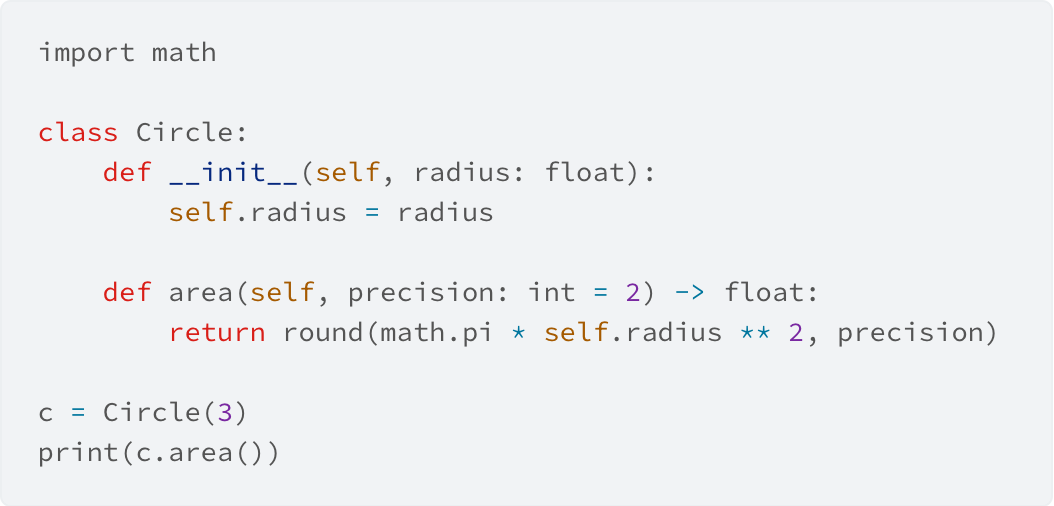 import math

class Circle:
    def __init__(self, radius: float):
        self.radius = radius

    def area(self, precision: int = 2) -> float:
        return round(math.pi * self.radius ** 2, precision)

c = Circle(3)
print(c.area())